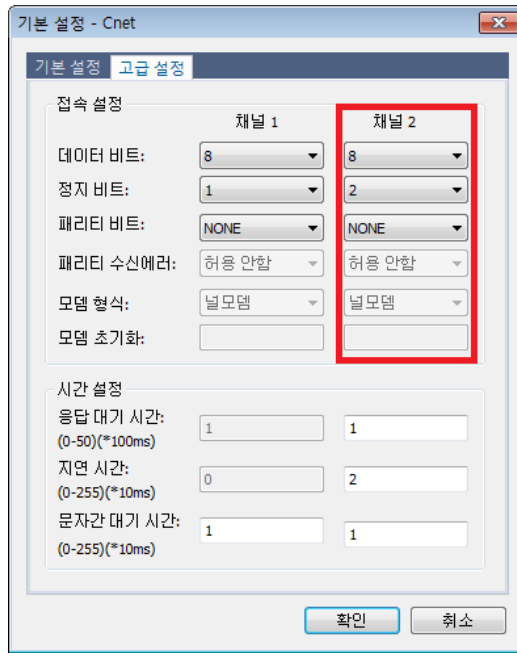 기본 설정 - Cnet
기본 설정 고급 설정
접속 설정
채널 1 채널 2
데이터 비트: 8 8
정지 비트: 1 2
패리티 비트: NONE NONE
패리티 수신에러: 허용 안함 허용 안함
모뎀 형식: 널모뎀 널모뎀
모뎀 초기화:
시간 설정
응답 대기 시간: 1 1
(0-50)(*100ms)
지연 시간: 0 2
(0-255)(*10ms)
문자간 대기 시간: 1 1
(0-255)(*10ms)
확인 취소